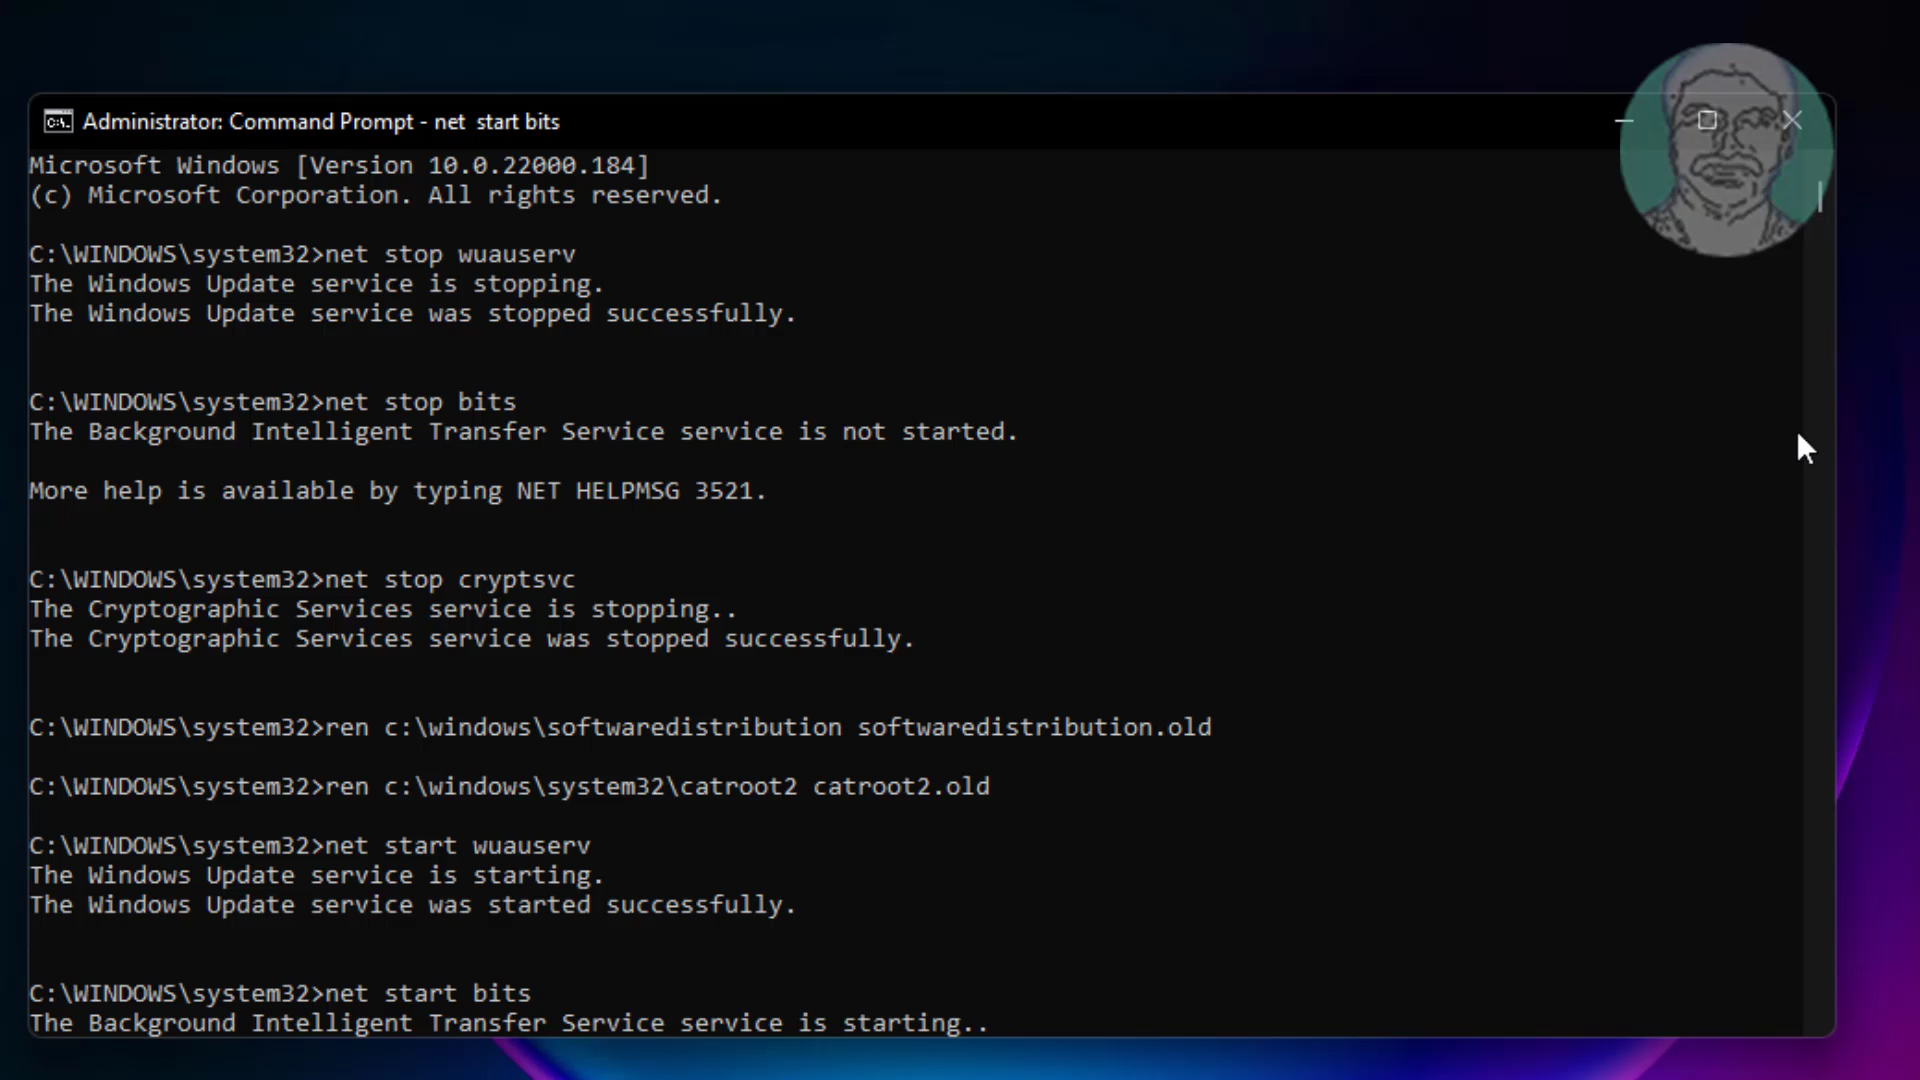 Administrator: Command Prompt - net  start bits
Microsoft Windows [Version 10.0.22000.184]
(c) Microsoft Corporation. All rights reserved.
C:\WINDOWS\system32>net stop wuauserv
The Windows Update service is stopping.
The Windows Update service was stopped successfully.
C:\WINDOWS\system32>net stop bits
The Background Intelligent Transfer Service service is not started.
More help is available by typing NET HELPMSG 3521.
C:\WINDOWS\system32>net stop cryptsvc
The Cryptographic Services service is stopping..
The Cryptographic Services service was stopped successfully.
C:\WINDOWS\system32>ren c:\windows\softwaredistribution softwaredistribution.old
C:\WINDOWS\system32>ren c:\windows\system32\catroot2 catroot2.old
C:\WINDOWS\system32>net start wuauserv
The Windows Update service is starting.
The Windows Update service was started successfully.
C:\WINDOWS\system32>net start bits
The Background Intelligent Transfer Service service is starting..